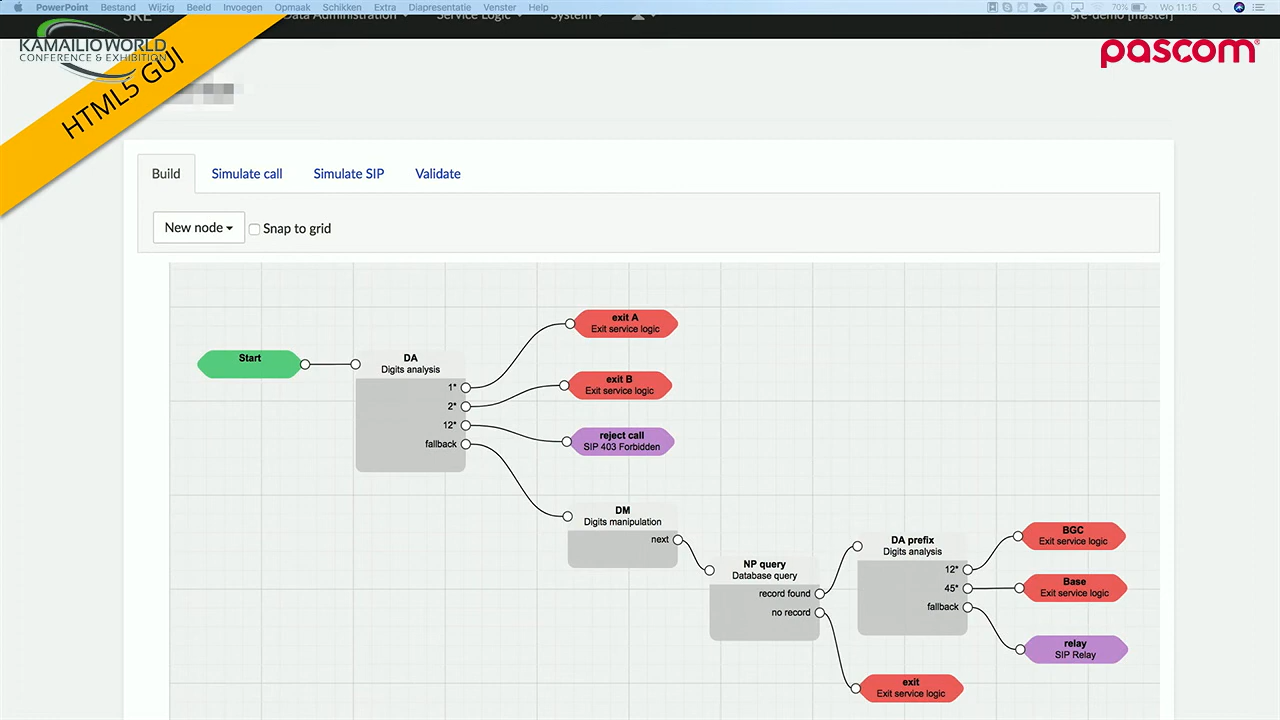 PowerPoint Bestand Wijzig Beeld Invoegen Opmaak Schikken Extra Diapresentatie Venster Help 70% Wo 11:15
SRE Data Administration Service Logic System sre-demo [master]
KAMAILIO WORLD
CONFERENCE & EXHIBITION
HTML5 GUI
pascom
Build Simulate call Simulate SIP Validate
New node Snap to grid
exit A
Exit service logic
Start
DA
Digits analysis
1*
2*
12*
fallback
exit B
Exit service logic
reject call
SIP 403 Forbidden
DM
Digits manipulation
next
NP query
Database query
record found
no record
DA prefix
Digits analysis
12*
45*
fallback
BGC
Exit service logic
Base
Exit service logic
relay
SIP Relay
exit
Exit service logic